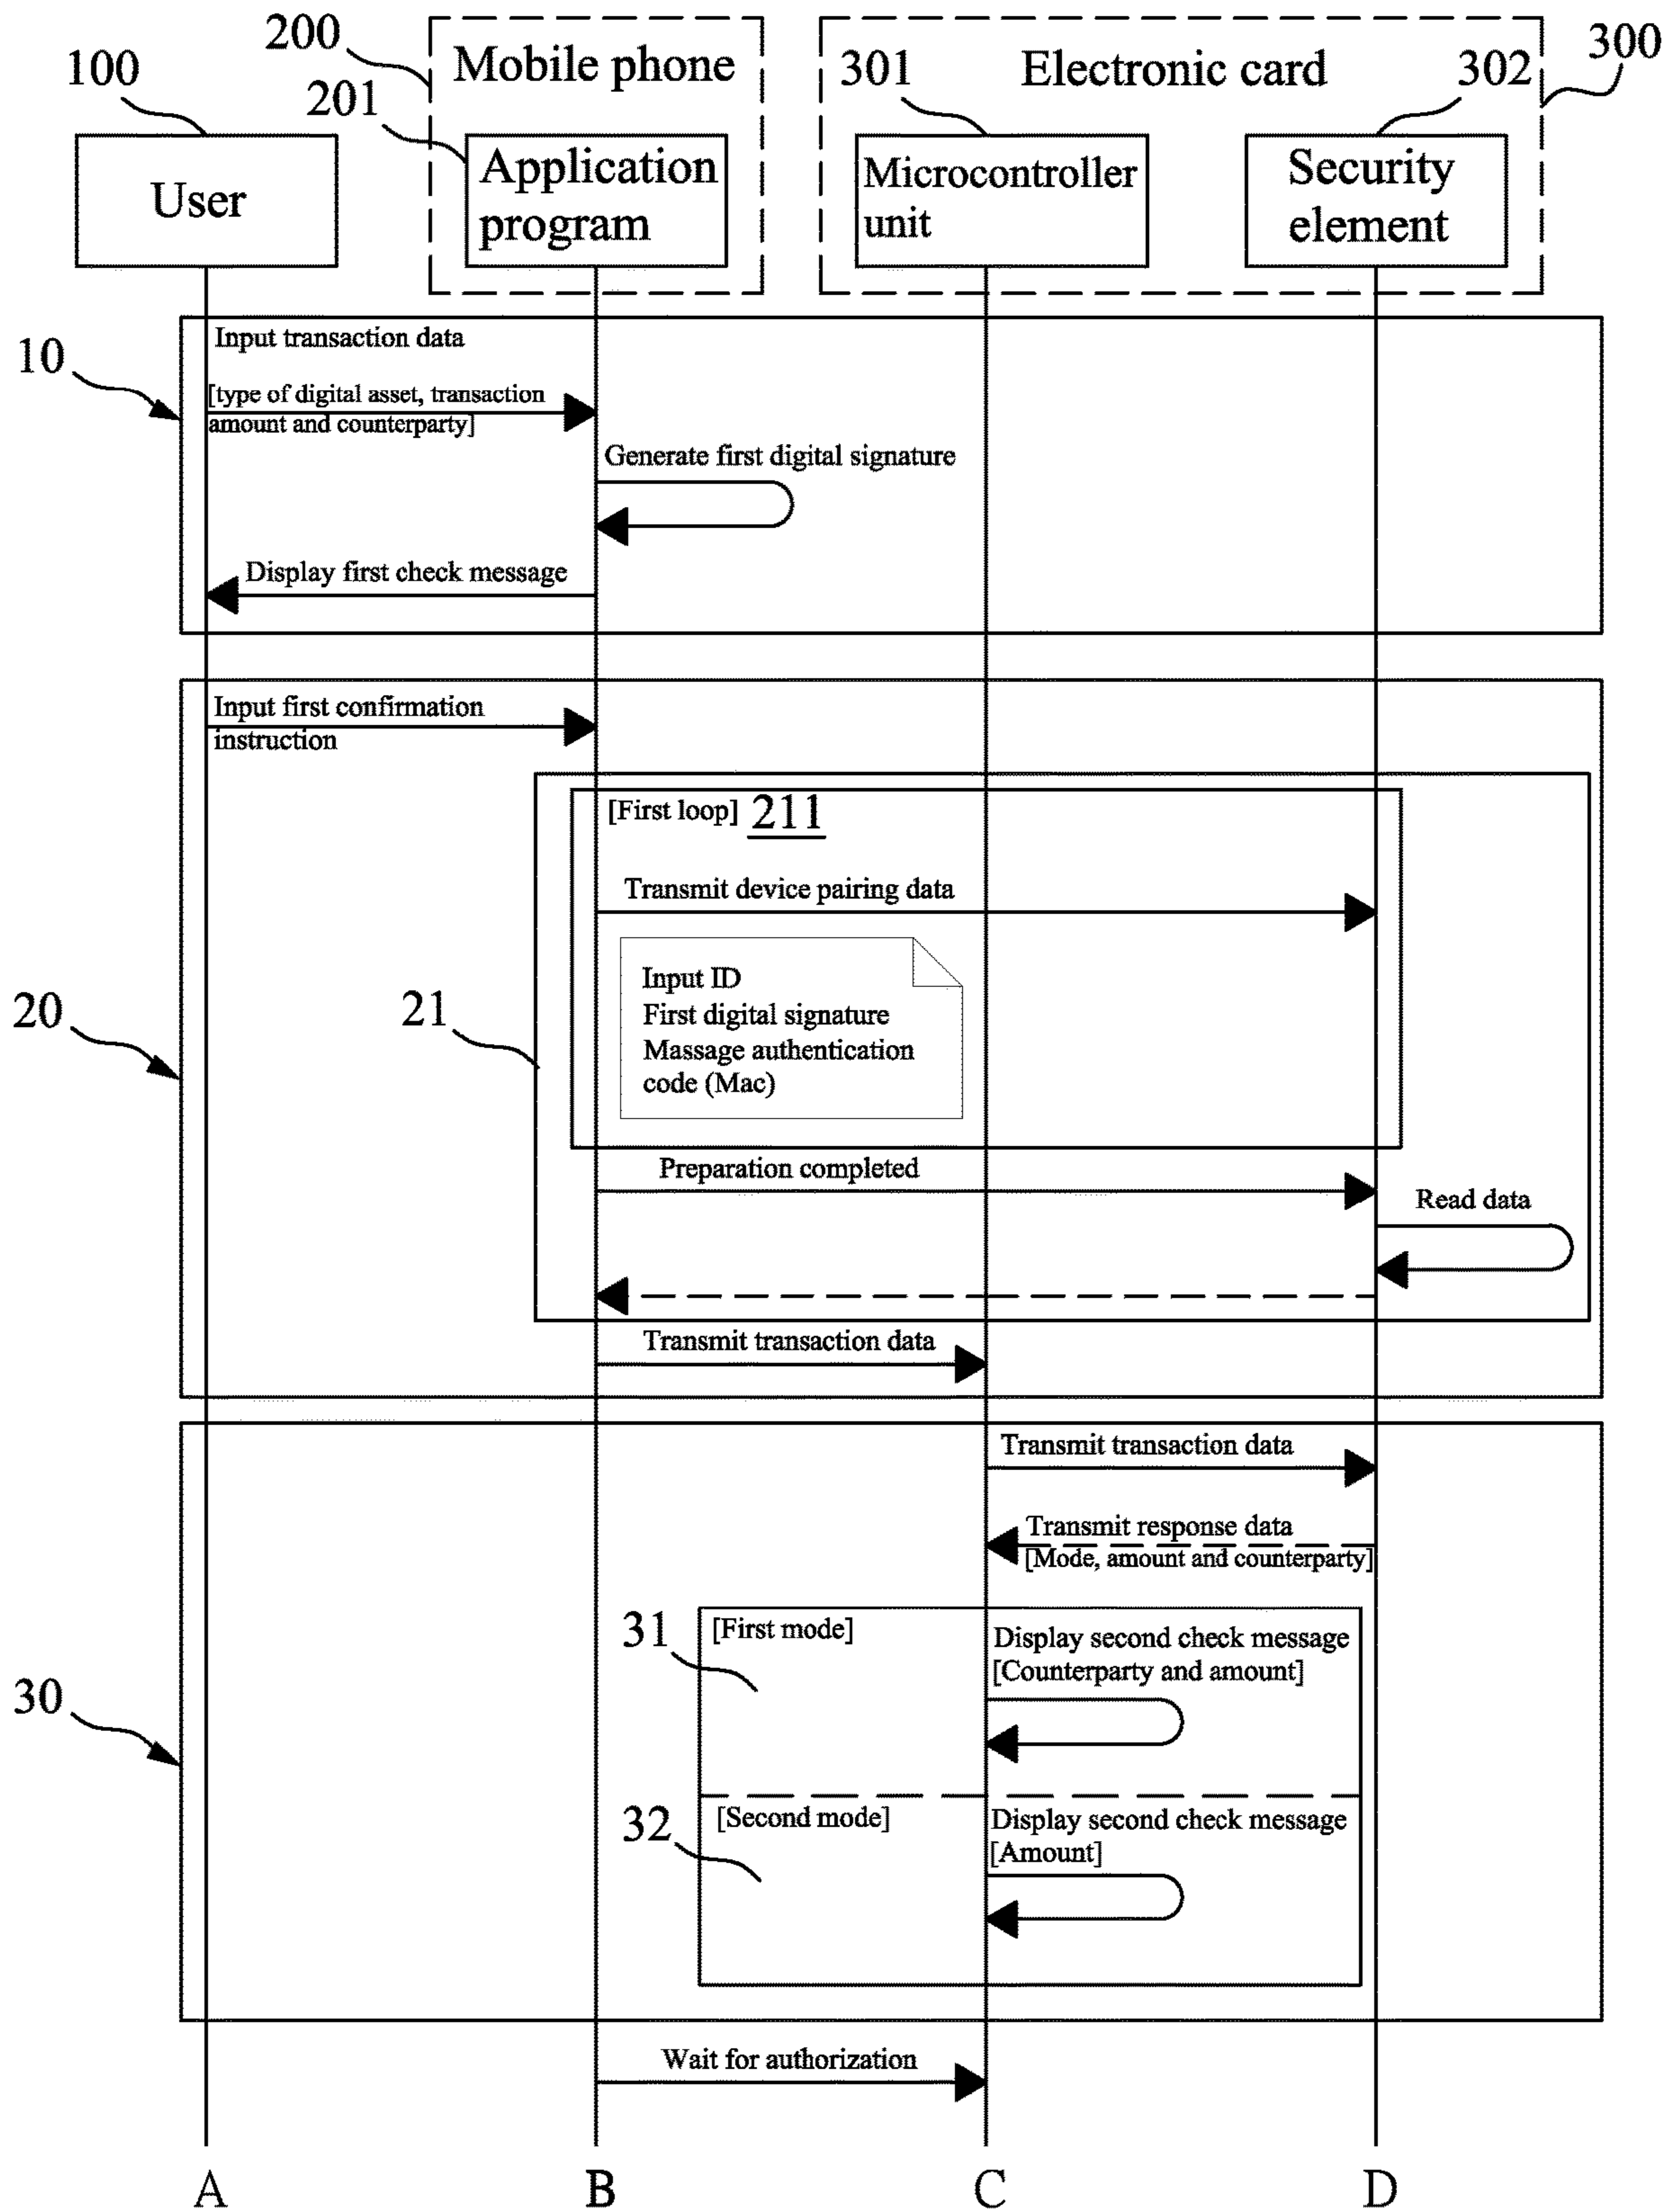 200
Mobile phone
301
Electronic card
302
300
100
201
User
Application
program
Microcontroller
unit
Security
element
10
Input transaction data
[type of digital asset, transaction
amount and counterparty]
Generate first digital signature
Display first check message
20
Input first confirmation
instruction
21
[First loop] 211
Transmit device pairing data
Input ID
First digital signature
Massage authentication
code (Mac)
Preparation completed
Read data
Transmit transaction data
30
Transmit transaction data
Transmit response data
[Mode, amount and counterparty]
31
[First mode]
Display second check message
[Counterparty and amount]
32
[Second mode]
Display second check message
[Amount]
Wait for authorization
A
B
C
D